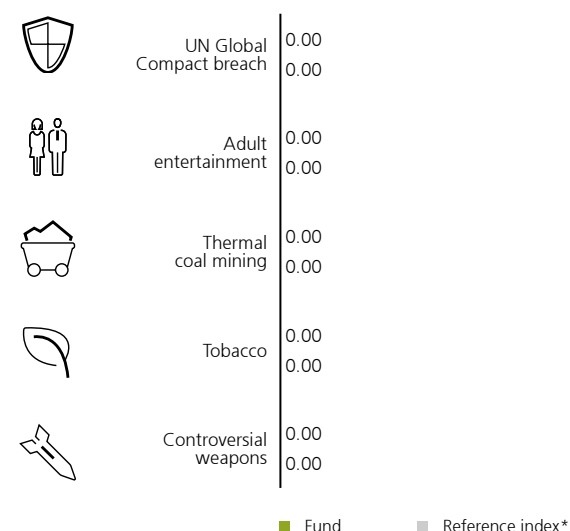 UN Global
Compact breach
0.00
0.00
Adult
entertainment
0.00
0.00
Thermal
coal mining
0.00
0.00
Tobacco
0.00
0.00
Controversial
weapons
0.00
0.00
Fund
Reference index*